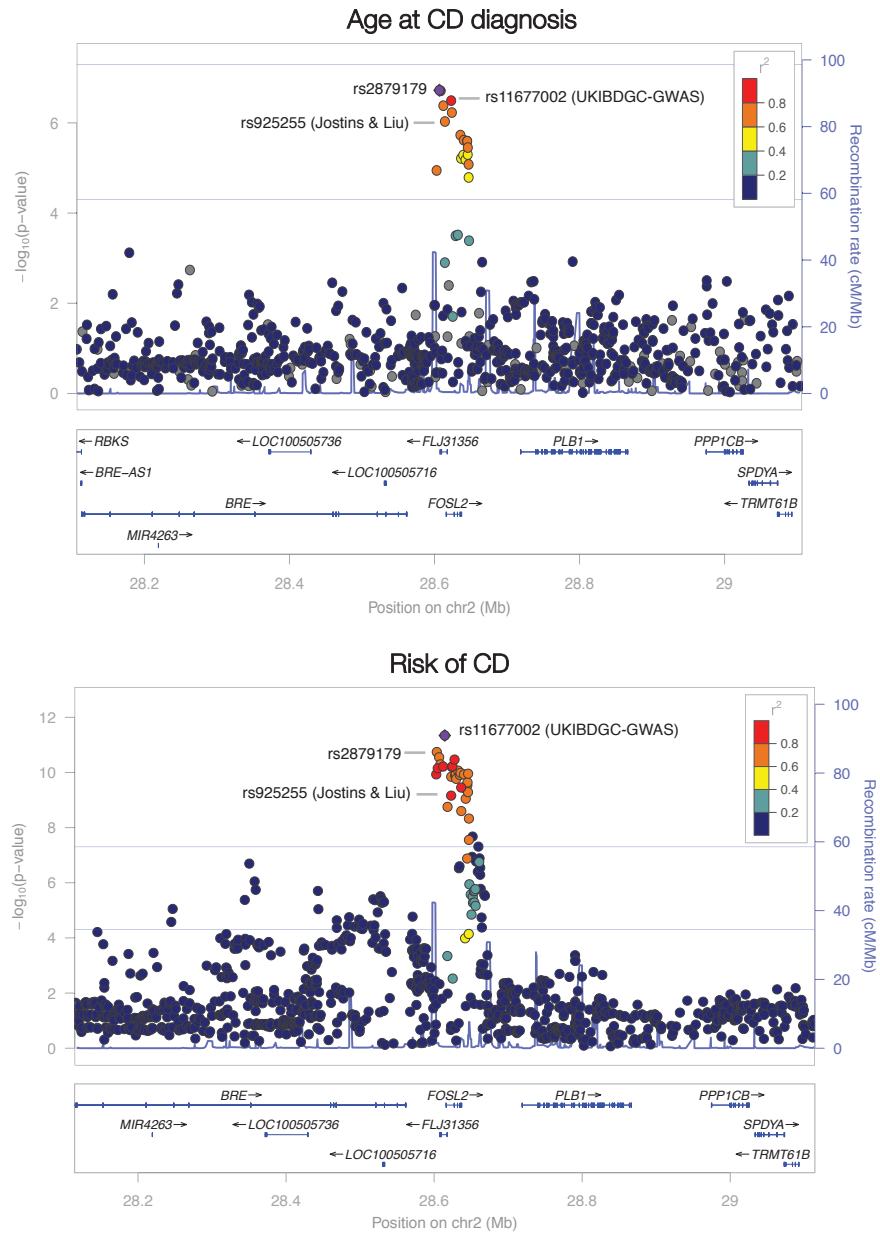 Age at CD diagnosis
rs2879179
rs11677002 (UKIBDGC-GWAS)
rs925255 (Jostins & Liu)
r2
0.8
0.6
0.4
0.2
6
4
2
0
−log10(p−value)
100
80
60
40
20
0
Recombination rate (cM/Mb)
←RBKS
←LOC100505736
←FLJ31356
PLB1→
PPP1CB→
←BRE−AS1
←LOC100505716
SPDYA→
BRE→
FOSL2→
←TRMT61B
MIR4263→
28.2 28.4 28.6 28.8 29
Position on chr2 (Mb)
Risk of CD
rs11677002 (UKIBDGC-GWAS)
rs2879179
rs925255 (Jostins & Liu)
r2
0.8
0.6
0.4
0.2
12
10
8
6
4
2
0
−log10(p−value)
100
80
60
40
20
0
Recombination rate (cM/Mb)
BRE→
FOSL2→
PLB1→
PPP1CB→
MIR4263→
←LOC100505736
←FLJ31356
SPDYA→
←LOC100505716
←TRMT61B
28.2 28.4 28.6 28.8 29
Position on chr2 (Mb)